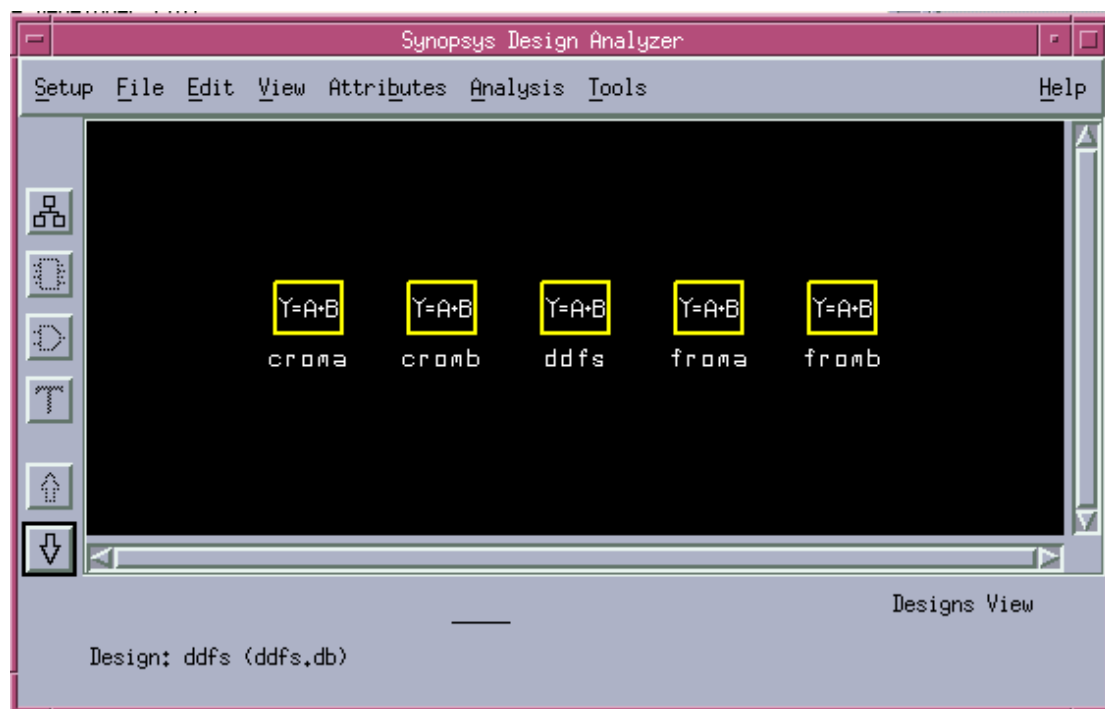 Synopsys Design Analyzer
Setup File Edit View Attributes Analysis Tools Help
Y=A+B Y=A+B Y=A+B Y=A+B Y=A+B
croma cromb ddfs froma fromb
Designs View
Design: ddfs (ddfs.db)